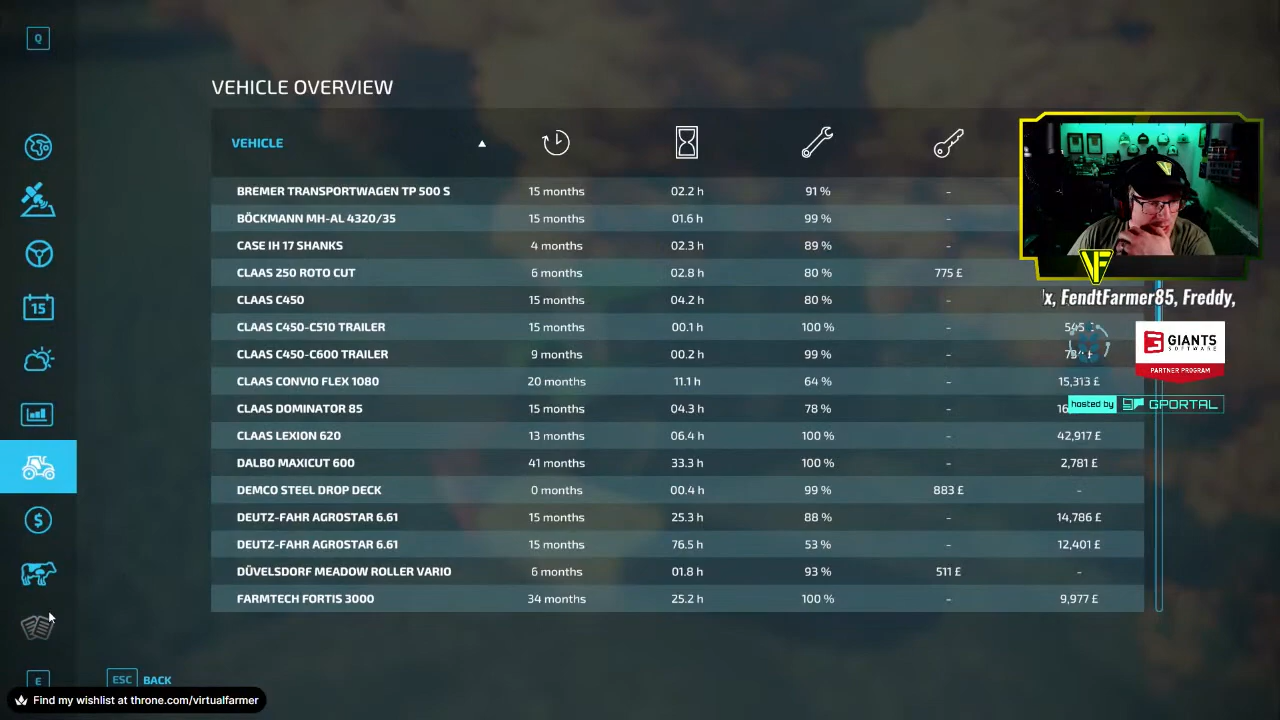 Q
VEHICLE OVERVIEW
VEHICLE
BREMER TRANSPORTWAGEN TP 500 S 15 months 02.2 h 91 % -
BÖCKMANN MH-AL 4320/35 15 months 01.6 h 99 % -
CASE IH 17 SHANKS 4 months 02.3 h 89 % -
CLAAS 250 ROTO CUT 6 months 02.8 h 80 % 775 £
CLAAS C450 15 months 04.2 h 80 % -
x, FendtFarmer85, Freddy,
CLAAS C450-C510 TRAILER 15 months 00.1 h 100 % -
CLAAS C450-C600 TRAILER 9 months 00.2 h 99 % -
GIANTS
SOFTWARE
PARTNER PROGRAM
CLAAS CONVIO FLEX 1080 20 months 11.1 h 64 % - 15,313 £
CLAAS DOMINATOR 85 15 months 04.3 h 78 % -
hosted by GPORTAL
CLAAS LEXION 620 13 months 06.4 h 100 % - 42,917 £
DALBO MAXICUT 600 41 months 33.3 h 100 % - 2,781 £
DEMCO STEEL DROP DECK 0 months 00.4 h 99 % 883 £ -
DEUTZ-FAHR AGROSTAR 6.61 15 months 25.3 h 88 % - 14,786 £
DEUTZ-FAHR AGROSTAR 6.61 15 months 76.5 h 53 % - 12,401 £
DÜVELSDORF MEADOW ROLLER VARIO 6 months 01.8 h 93 % 511 £ -
FARMTECH FORTIS 3000 34 months 25.2 h 100 % - 9,977 £
15
$
E
ESC BACK
Find my wishlist at throne.com/virtualfarmer
VF